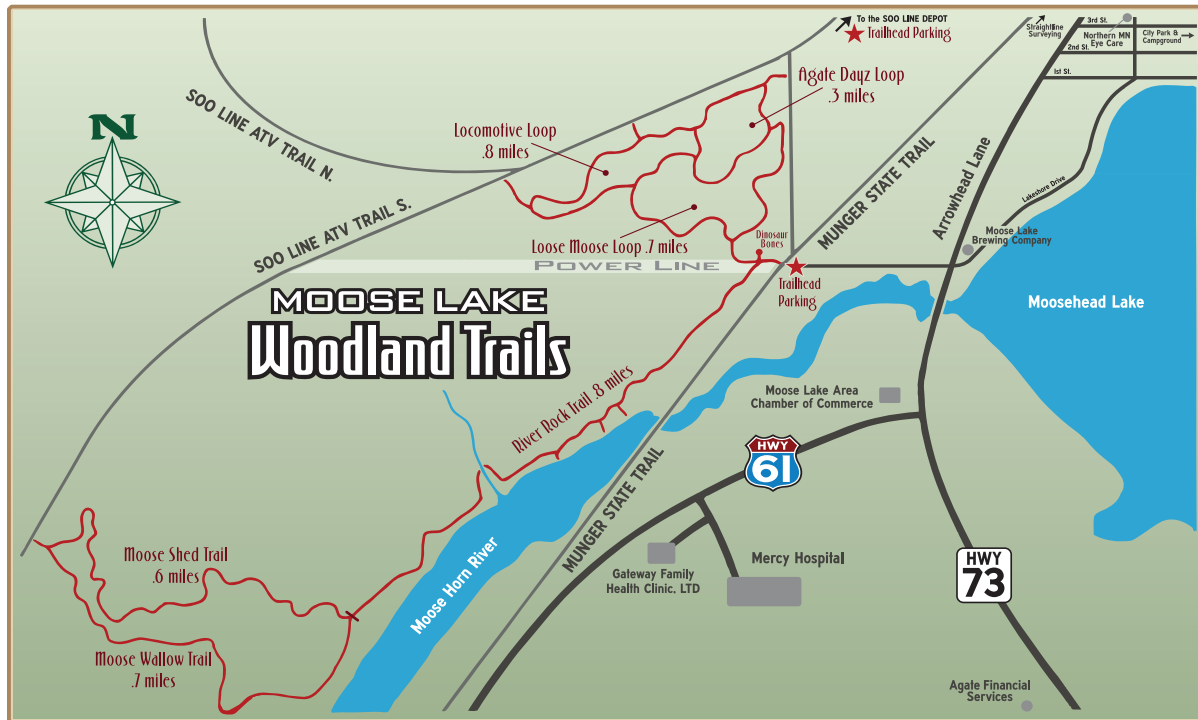 To the SOO LINE DEPOT
Trailhead Parking
Straightline
Surveying
3rd St.
Northern MN
Eye Care
City Park &
Campground
2nd St.
1st St.
Agate Dayz Loop
.3 miles
Locomotive Loop
.8 miles
SOO LINE ATV TRAIL N.
N
SOO LINE ATV TRAIL S.
MUNGER STATE TRAIL
Arrowhead Lane
Lakeshore Drive
Moose Lake
Brewing Company
Loose Moose Loop .7 miles
Dinosaur
Bones
POWER LINE
Trailhead
Parking
Moosehead Lake
MOOSE LAKE
Woodland Trails
River Rock Trail .8 miles
Moose Lake Area
Chamber of Commerce
HWY
61
MUNGER STATE TRAIL
Moose Horn River
Moose Shed Trail
.6 miles
Gateway Family
Health Clinic, LTD
Mercy Hospital
HWY
73
Moose Wallow Trail
.7 miles
Agate Financial
Services